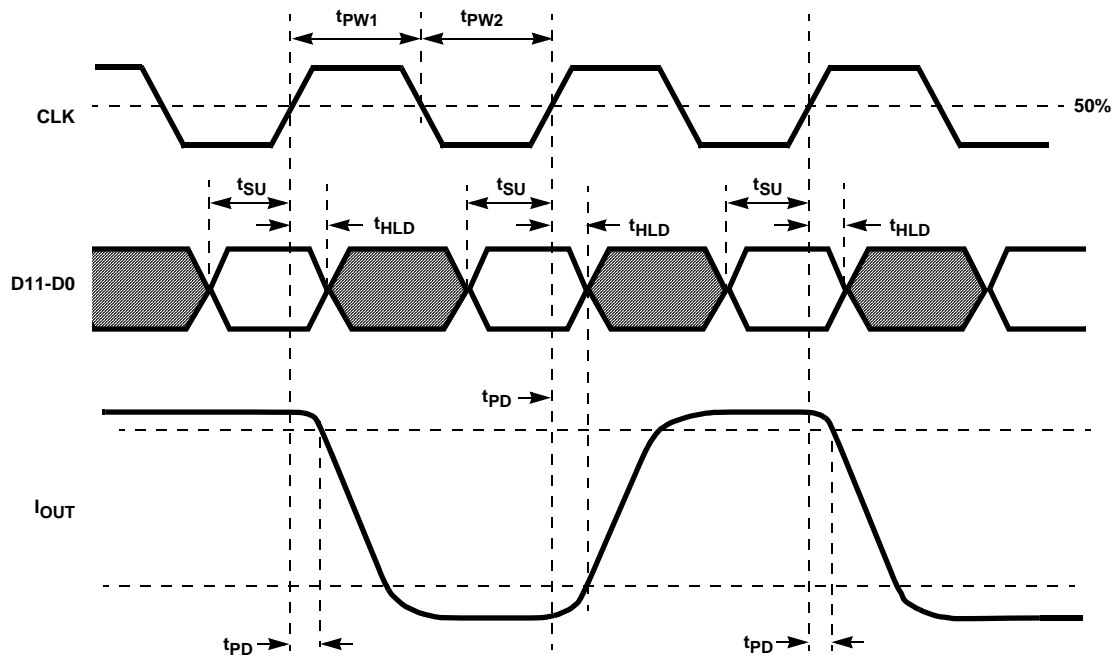 tPW1 tPW2
CLK
50%
tSU tSU tSU
tHLD tHLD tHLD
D11-D0
tPD
IOUT
tPD tPD